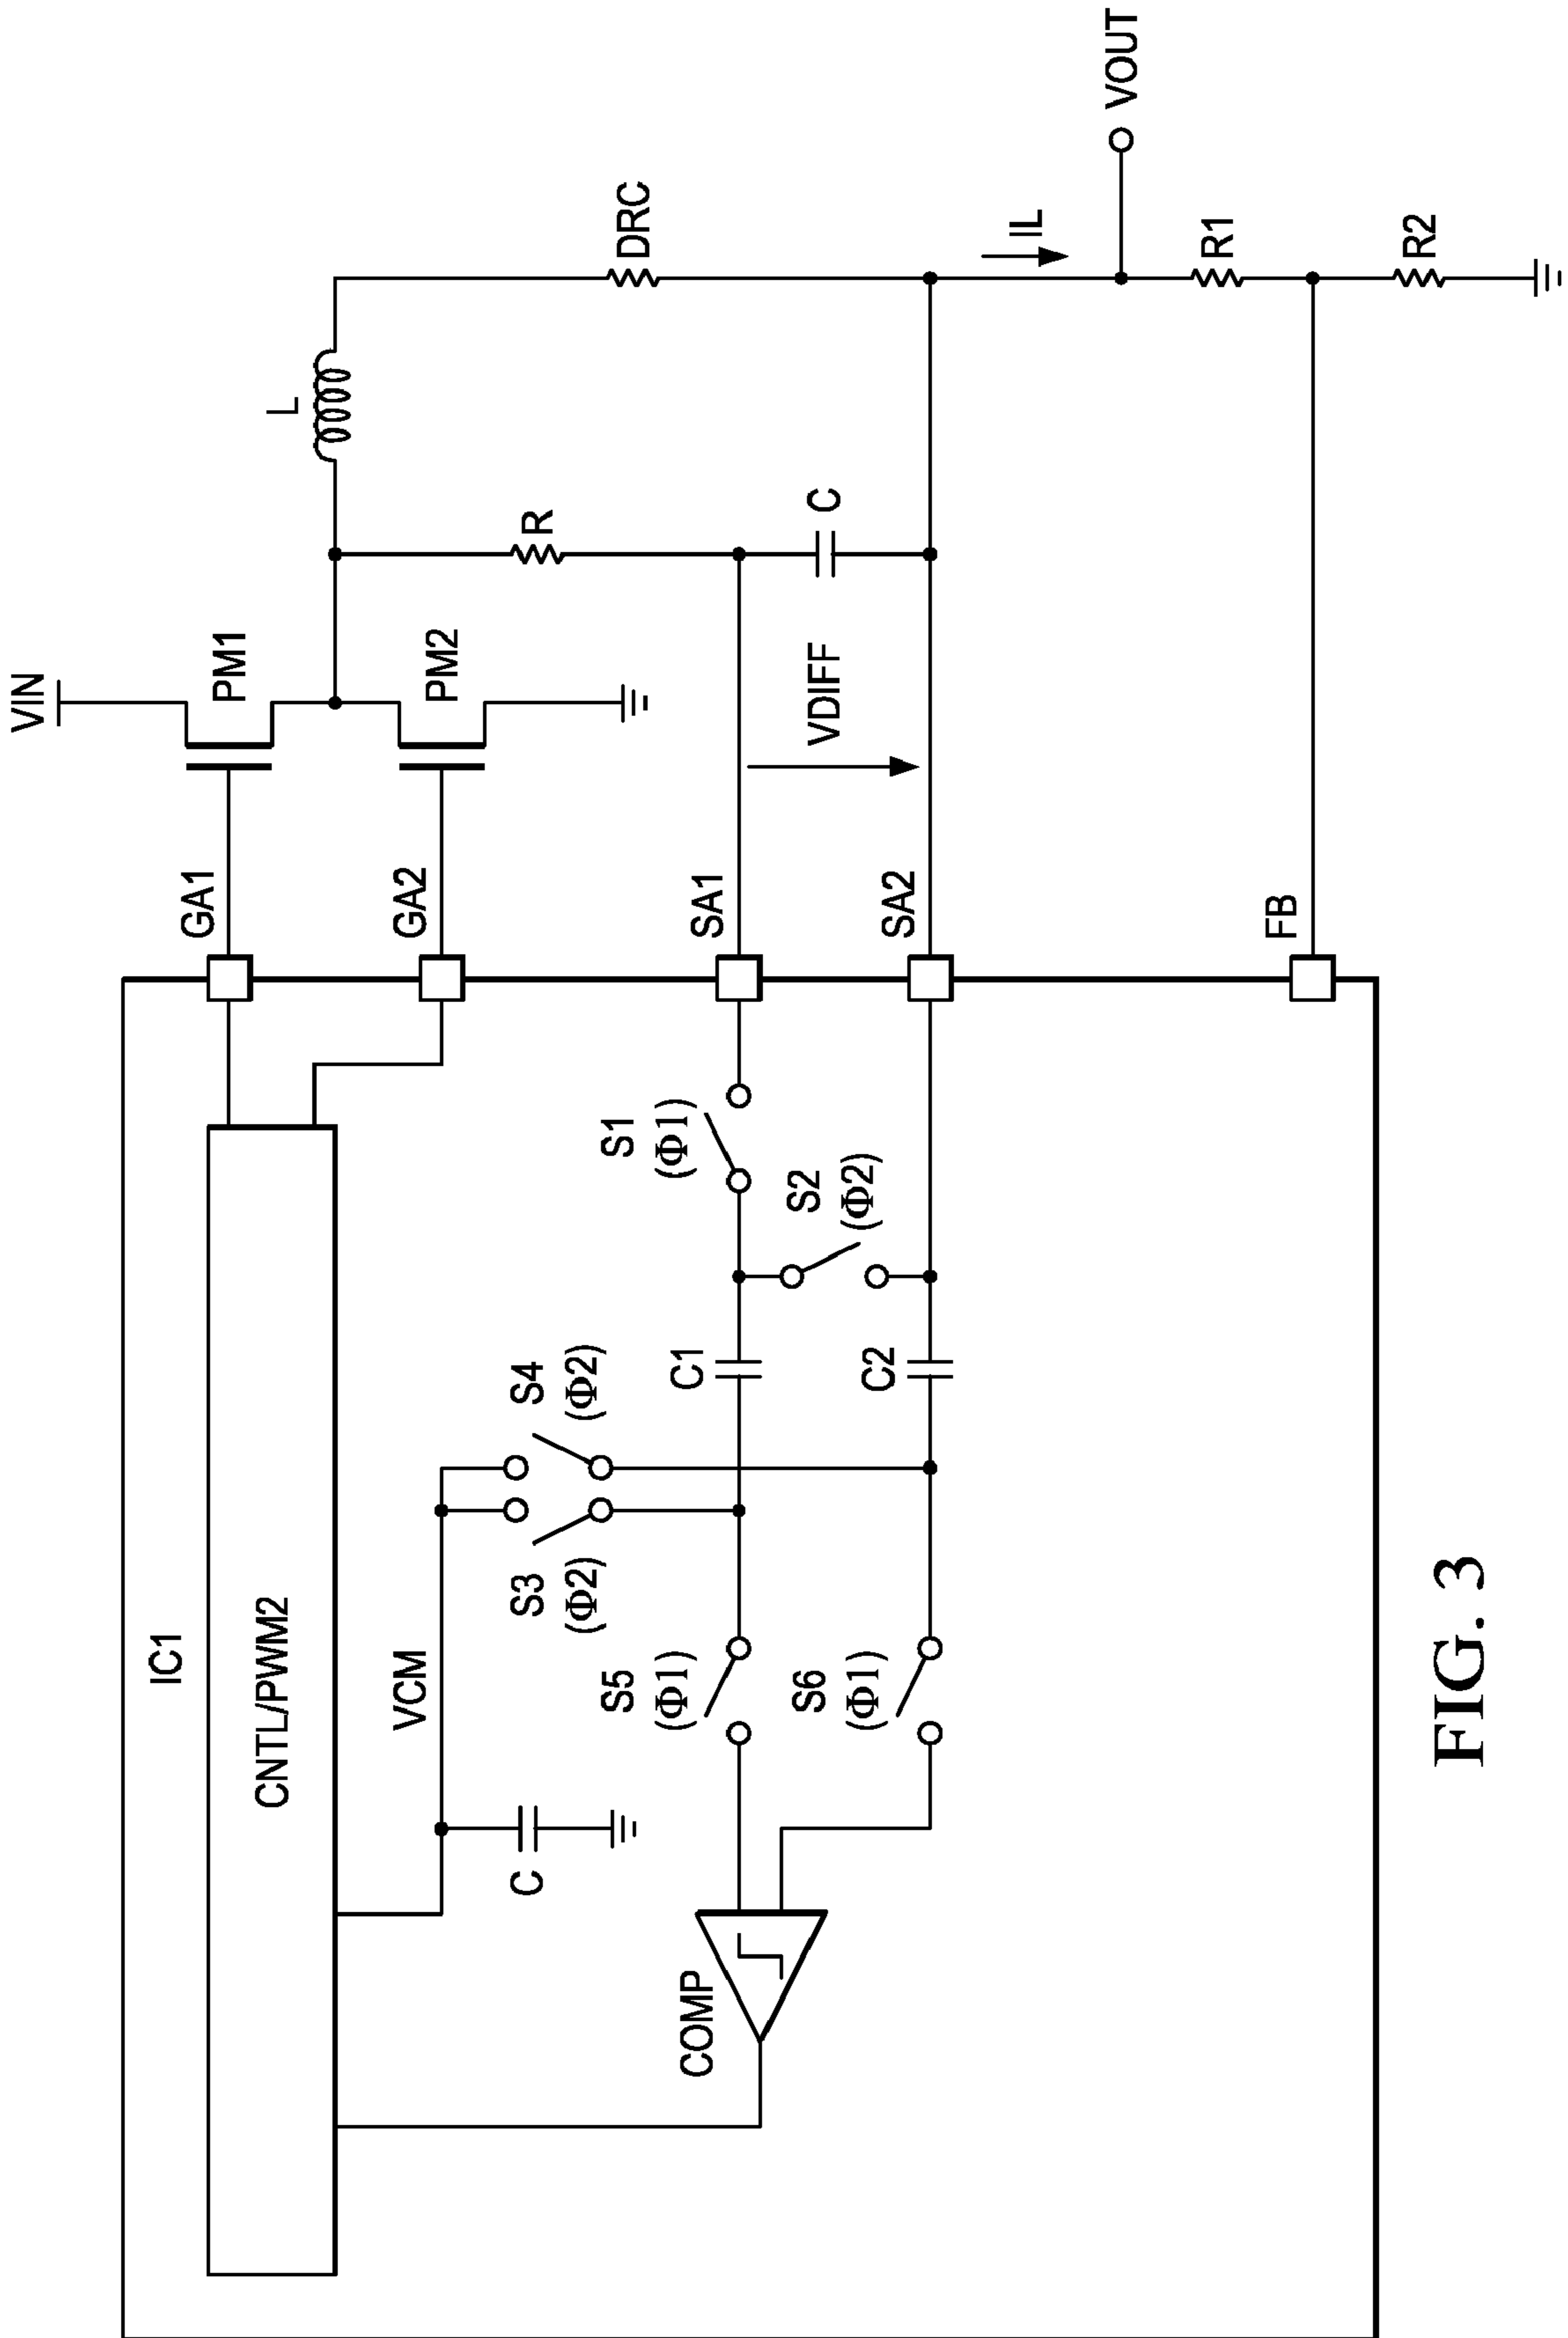 VIN
PM1
PM2
GA1
GA2
L
R
DRC
C
VDIFF
SA1
SA2
FB
IL
VOUT
R1
R2
IC1
CNTL/PWM2
VCM
C
S1
(Φ1)
S2
(Φ2)
S4
(Φ2)
S3
(Φ2)
C1
C2
S5
(Φ1)
S6
(Φ1)
COMP
FIG. 3